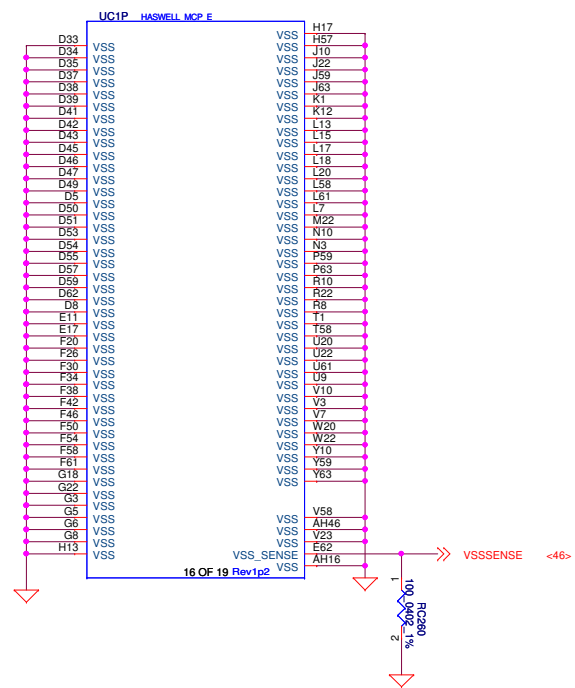 UC1P HASWELL_MCP_E
D33 VSS VSS H17
D34 VSS VSS H57
D35 VSS VSS J10
D37 VSS VSS J22
D38 VSS VSS J59
D39 VSS VSS J63
D41 VSS VSS K1
D42 VSS VSS K12
D43 VSS VSS L13
D45 VSS VSS L15
D46 VSS VSS L17
D47 VSS VSS L18
D49 VSS VSS L20
D5 VSS VSS L58
D50 VSS VSS L61
D51 VSS VSS L7
D53 VSS VSS M22
D54 VSS VSS N10
D55 VSS VSS N3
D57 VSS VSS P59
D59 VSS VSS P63
D62 VSS VSS R10
D8 VSS VSS R22
E11 VSS VSS R8
E17 VSS VSS T1
F20 VSS VSS T58
F26 VSS VSS U20
F30 VSS VSS U22
F34 VSS VSS U61
F38 VSS VSS U9
F42 VSS VSS V10
F46 VSS VSS V3
F50 VSS VSS V7
F54 VSS VSS W20
F58 VSS VSS W22
F61 VSS VSS Y10
G18 VSS VSS Y59
G22 VSS VSS Y63
G3 VSS
G5 VSS VSS V58
G6 VSS VSS AH46
G8 VSS VSS V23
H13 VSS VSS_SENSE E62 VSSSENSE <46>
VSS AH16
16 OF 19 Rev1p2
1
RC260
100_0402_1%
2